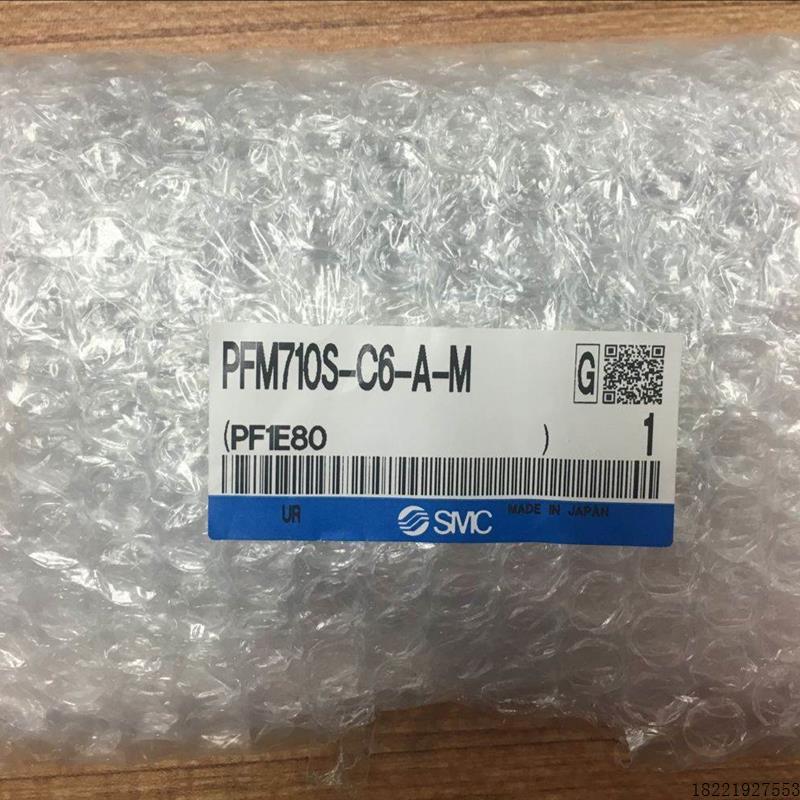 PFM710S-C6-A-M
G
(PF1E80 )
1
UR
SMC
MADE IN JAPAN
18221927553